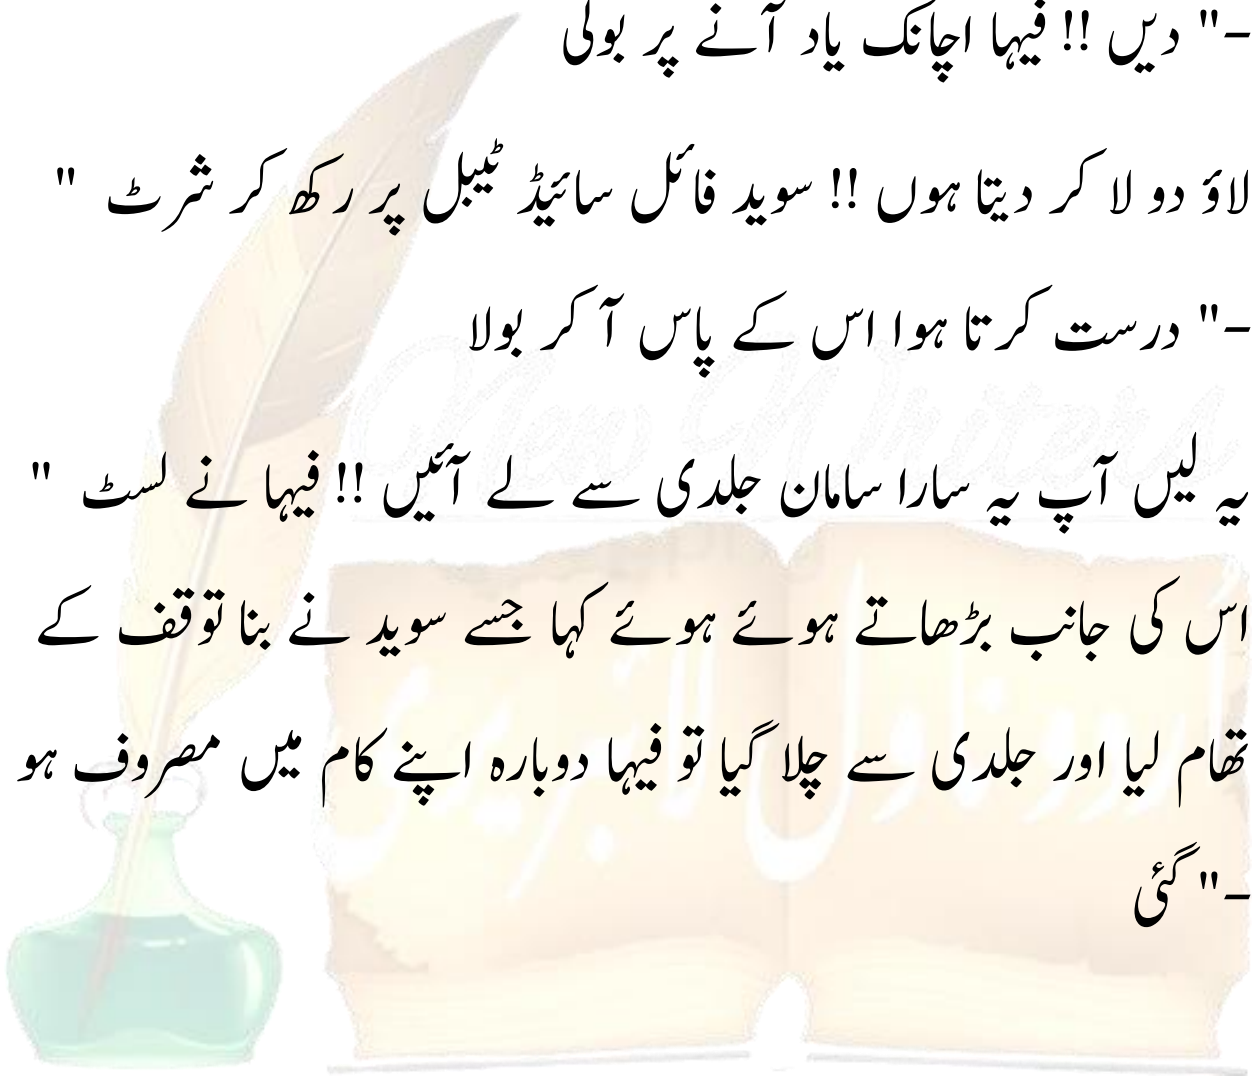 ۔" دیں !! فیہا اچانک یاد آنے پر بولی
لاؤ دو لا کر دیتا ہوں !! سوید فائل سائیڈ ٹیبل پر رکھ کر شرٹ "
۔" درست کرتا ہوا اس کے پاس آ کر بولا
یہ لیں آپ یہ سارا سامان جلدی سے لے آئیں !! فیہا نے لسٹ "
اس کی جانب بڑھاتے ہوئے ہوئے کہا جسے سوید نے بنا توقف کے
تھام لیا اور جلدی سے چلا گیا تو فیہا دوبارہ اپنے کام میں مصروف ہو
۔" گئی
اردو ناول لائبریری